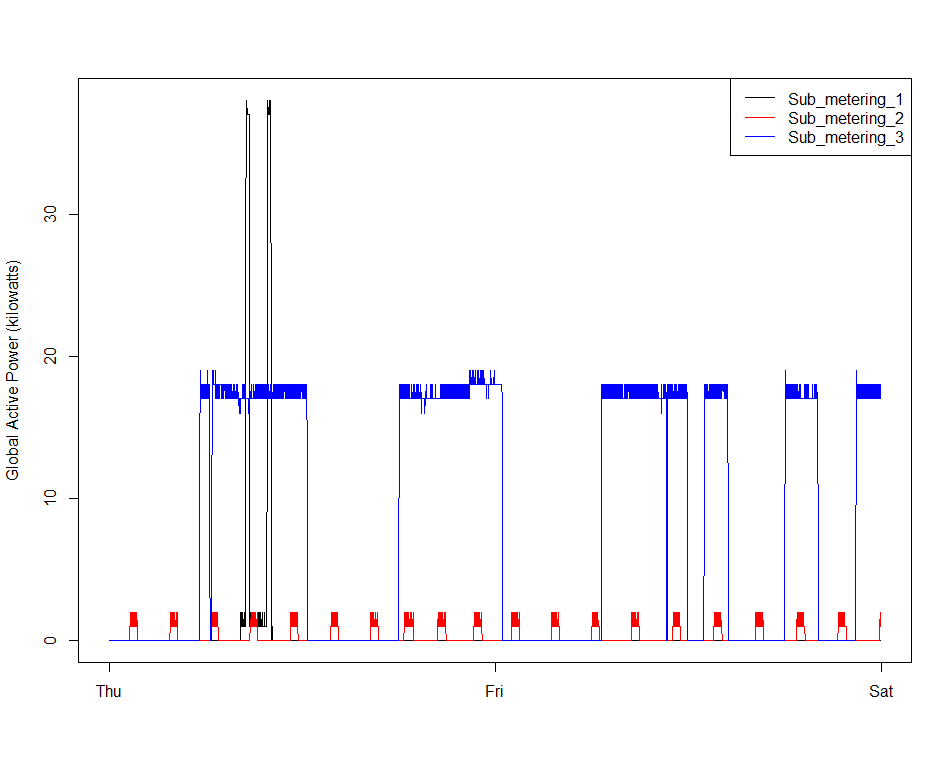 Sub_metering_1
Sub_metering_2
Sub_metering_3
Global Active Power (kilowatts)
30
20
10
0
Thu Fri Sat